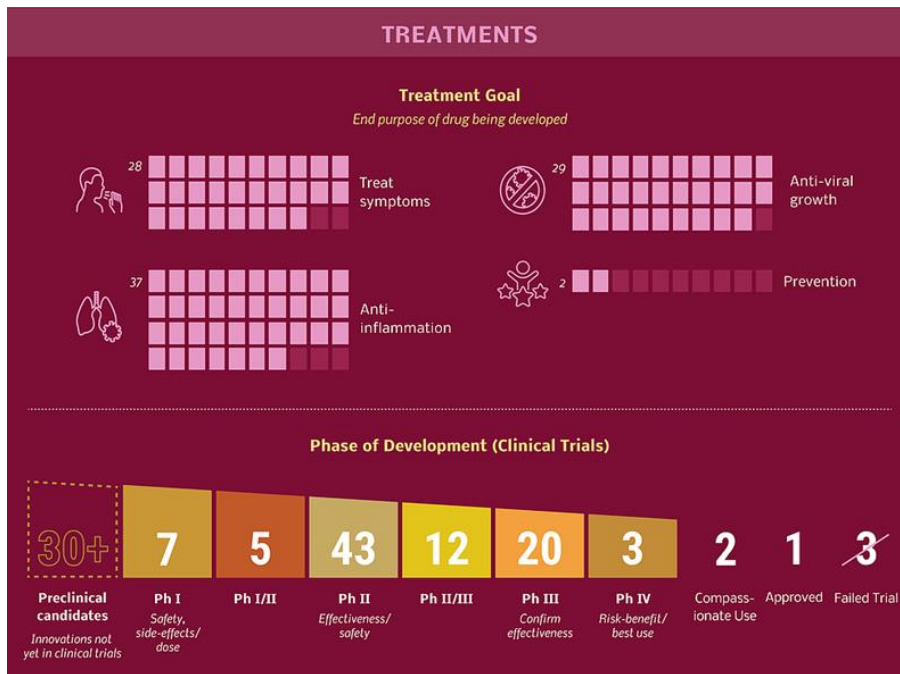 TREATMENTS
Treatment Goal
End purpose of drug being developed
28
Treat
symptoms
29
Anti-viral
growth
37
Anti-
inflammation
2
Prevention
Phase of Development (Clinical Trials)
30+
Preclinical
candidates
Innovations not
yet in clinical trials
7
Ph I
Safety,
side-effects/
dose
5
Ph I/II
43
Ph II
Effectiveness/
safety
12
Ph II/III
20
Ph III
Confirm
effectiveness
3
Ph IV
Risk-benefit/
best use
2
Compass-
ionate Use
1
Approved
3
Failed Trial